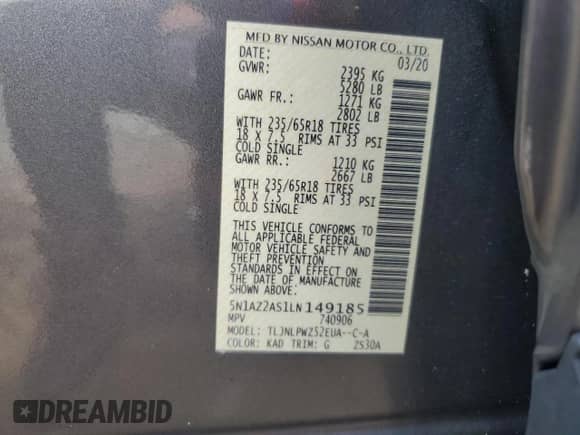 MFD BY NISSAN MOTOR CO., LTD.
DATE: 03/20
GVWR: 2395 KG
5280 LB
GAWR FR.: 1271 KG
2802 LB
WITH 235/65R18 TIRES
18 X 7.5 RIMS AT 33 PSI
COLD SINGLE
GAWR RR.: 1210 KG
2667 LB
WITH 235/65R18 TIRES
18 X 7.5 RIMS AT 33 PSI
COLD SINGLE
THIS VEHICLE CONFORMS TO
ALL APPLICABLE FEDERAL
MOTOR VEHICLE SAFETY AND
THEFT PREVENTION
STANDARDS IN EFFECT ON
THE DATE OF MANUFACTURE
SHOWN ABOVE.
5N1AZ2AS1LN149185
MPV 740906
MODEL: TLJNLPWZ52EUA--C-A
COLOR: KAD TRIM: G 2530A
DREAMBID